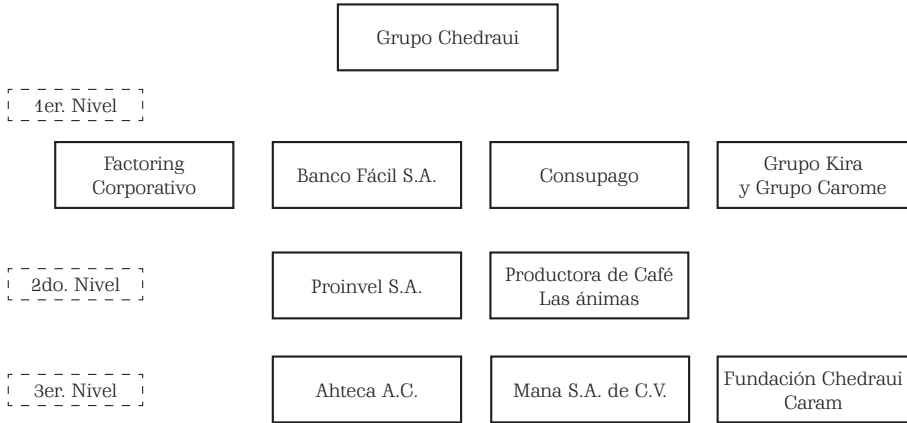 Grupo Chedraui
1er. Nivel
Factoring
Corporativo
Banco Fácil S.A.
Consupago
Grupo Kira
y Grupo Carome
2do. Nivel
Proinvel S.A.
Productora de Café
Las ánimas
3er. Nivel
Ahteca A.C.
Mana S.A. de C.V.
Fundación Chedraui
Caram